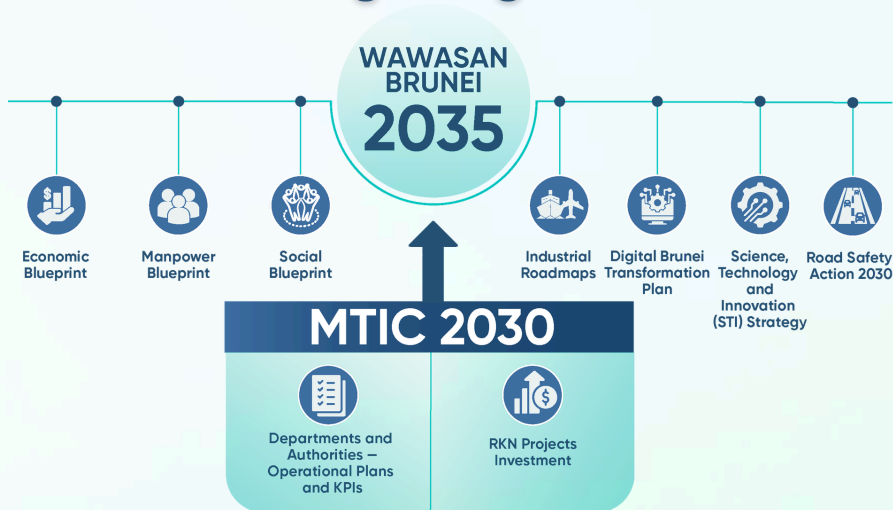 WAWASAN
BRUNEI
2035
Economic
Blueprint
Manpower
Blueprint
Social
Blueprint
Industrial
Roadmaps
Digital Brunei
Transformation
Plan
Science,
Technology
and
Innovation
(STI) Strategy
Road Safety
Action 2030
MTIC 2030
Departments and
Authorities –
Operational Plans
and KPIs
RKN Projects
Investment